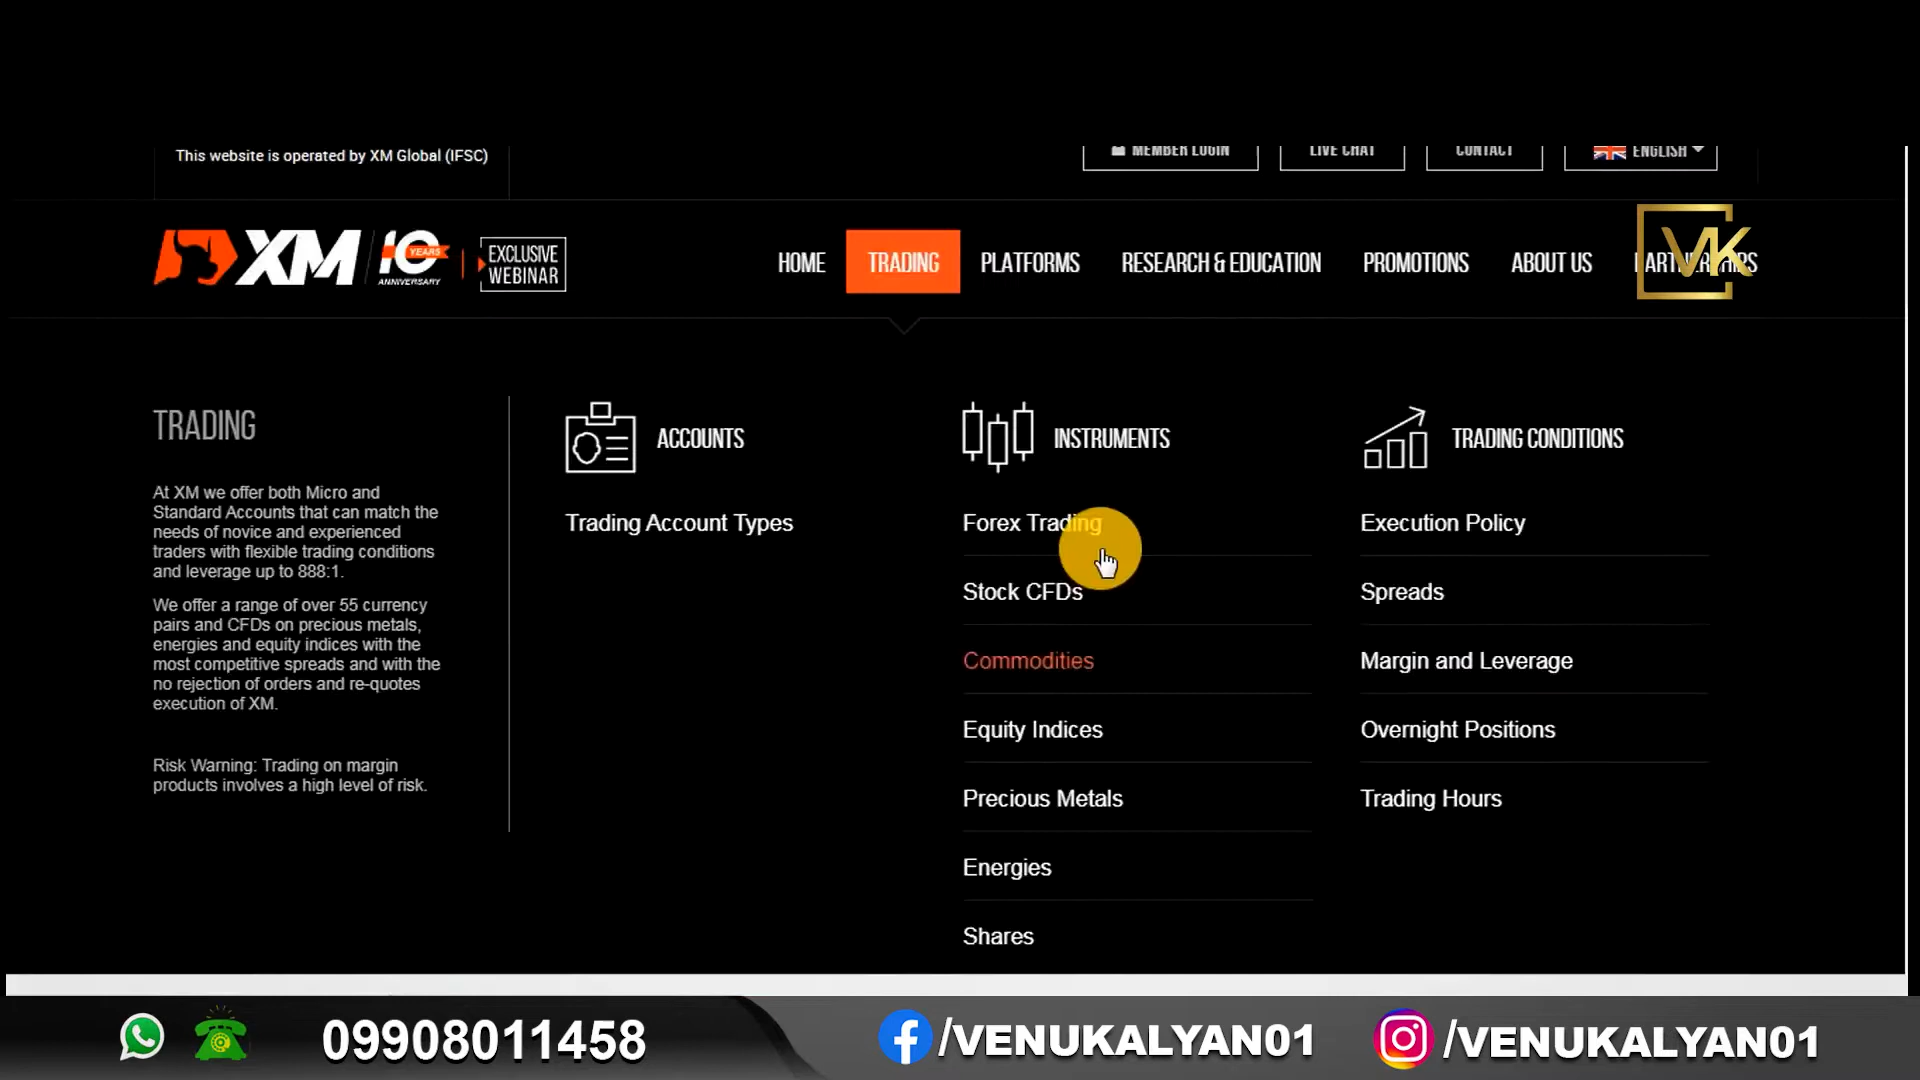 This website is operated by XM Global (IFSC)
MEMBER LOGIN
LIVE CHAT
CONTACT
ENGLISH
XM
10
YEARS
ANNIVERSARY
EXCLUSIVE
WEBINAR
HOME
TRADING
PLATFORMS
RESEARCH & EDUCATION
PROMOTIONS
ABOUT US
PARTNERSHIPS
VK
TRADING
At XM we offer both Micro and
Standard Accounts that can match the
needs of novice and experienced
traders with flexible trading conditions
and leverage up to 888:1.
We offer a range of over 55 currency
pairs and CFDs on precious metals,
energies and equity indices with the
most competitive spreads and with the
no rejection of orders and re-quotes
execution of XM.
Risk Warning: Trading on margin
products involves a high level of risk.
ACCOUNTS
Trading Account Types
INSTRUMENTS
Forex Trading
Stock CFDs
Commodities
Equity Indices
Precious Metals
Energies
Shares
TRADING CONDITIONS
Execution Policy
Spreads
Margin and Leverage
Overnight Positions
Trading Hours
09908011458
/VENUKALYAN01
/VENUKALYAN01